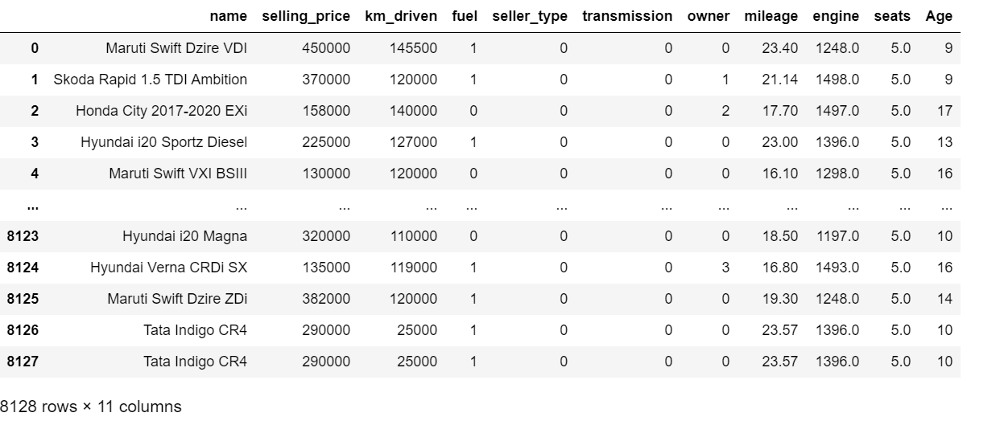 name selling_price km_driven fuel seller_type transmission owner mileage engine seats Age
0 Maruti Swift Dzire VDI 450000 145500 1 0 0 0 23.40 1248.0 5.0 9
1 Skoda Rapid 1.5 TDI Ambition 370000 120000 1 0 0 1 21.14 1498.0 5.0 9
2 Honda City 2017-2020 EXi 158000 140000 0 0 0 2 17.70 1497.0 5.0 17
3 Hyundai i20 Sportz Diesel 225000 127000 1 0 0 0 23.00 1396.0 5.0 13
4 Maruti Swift VXI BSIII 130000 120000 0 0 0 0 16.10 1298.0 5.0 16
... ... ... ... ... ... ... ... ... ... ... ...
8123 Hyundai i20 Magna 320000 110000 0 0 0 0 18.50 1197.0 5.0 10
8124 Hyundai Verna CRDi SX 135000 119000 1 0 0 3 16.80 1493.0 5.0 16
8125 Maruti Swift Dzire ZDi 382000 120000 1 0 0 0 19.30 1248.0 5.0 14
8126 Tata Indigo CR4 290000 25000 1 0 0 0 23.57 1396.0 5.0 10
8127 Tata Indigo CR4 290000 25000 1 0 0 0 23.57 1396.0 5.0 10
8128 rows × 11 columns